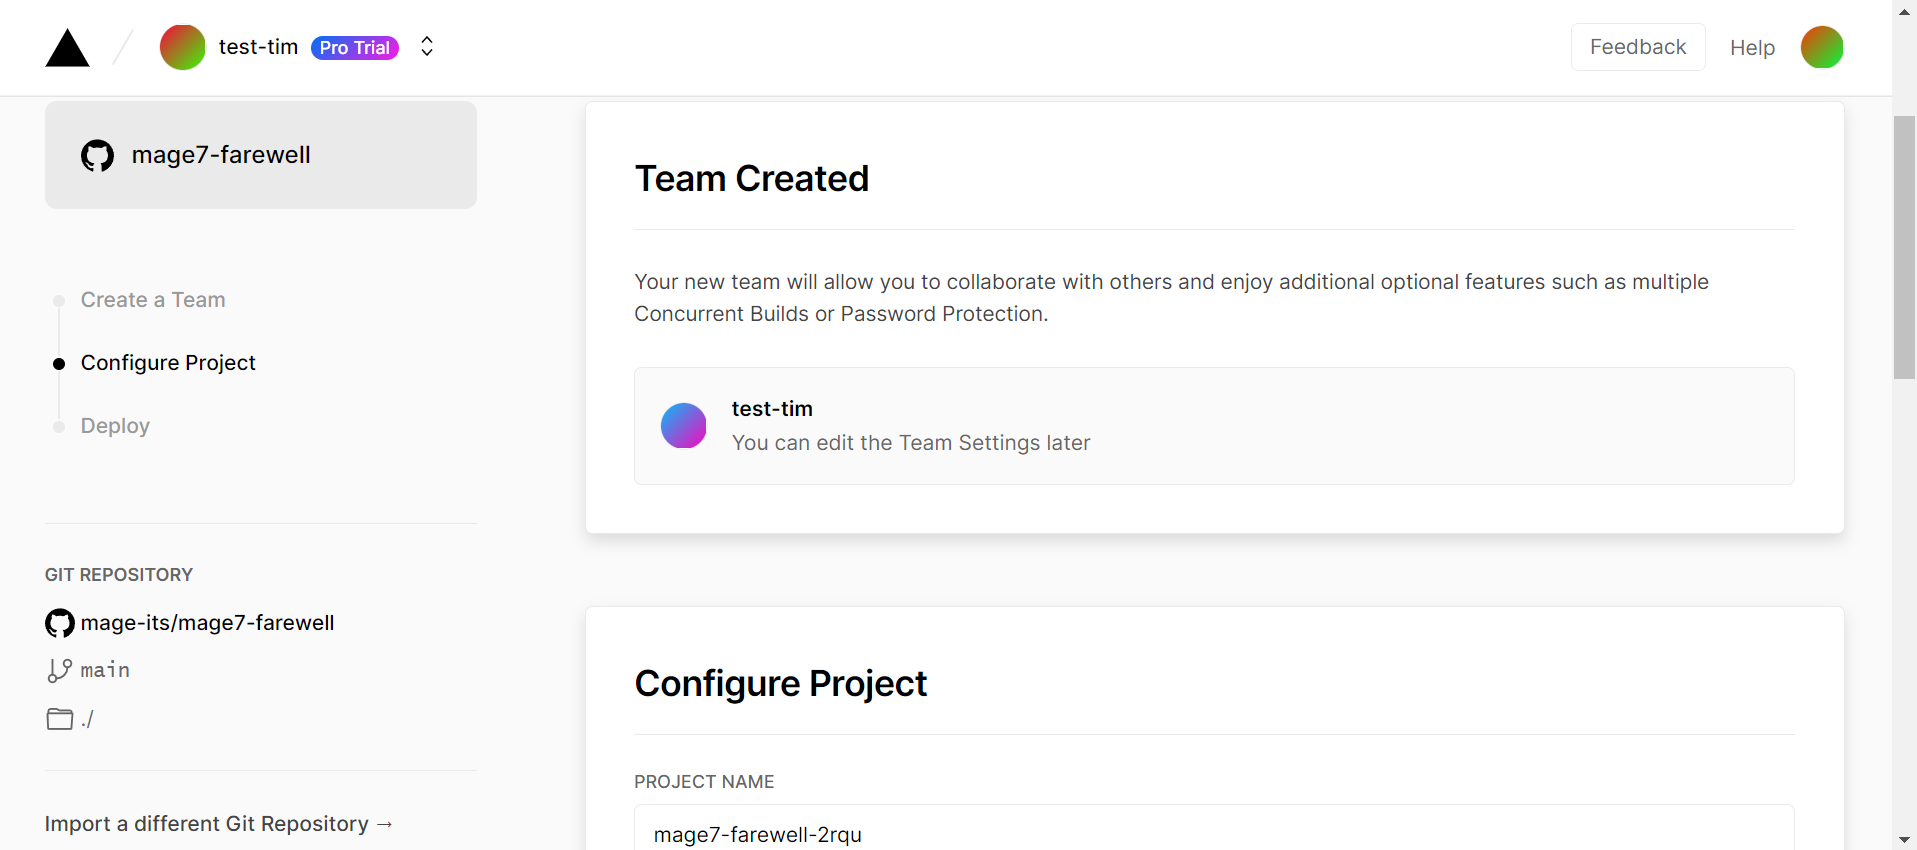 test-tim Pro Trial
Feedback Help
mage7-farewell
Create a Team
Configure Project
Deploy
GIT REPOSITORY
mage-its/mage7-farewell
main
./
Import a different Git Repository →
Team Created
Your new team will allow you to collaborate with others and enjoy additional optional features such as multiple
Concurrent Builds or Password Protection.
test-tim
You can edit the Team Settings later
Configure Project
PROJECT NAME
mage7-farewell-2rqu